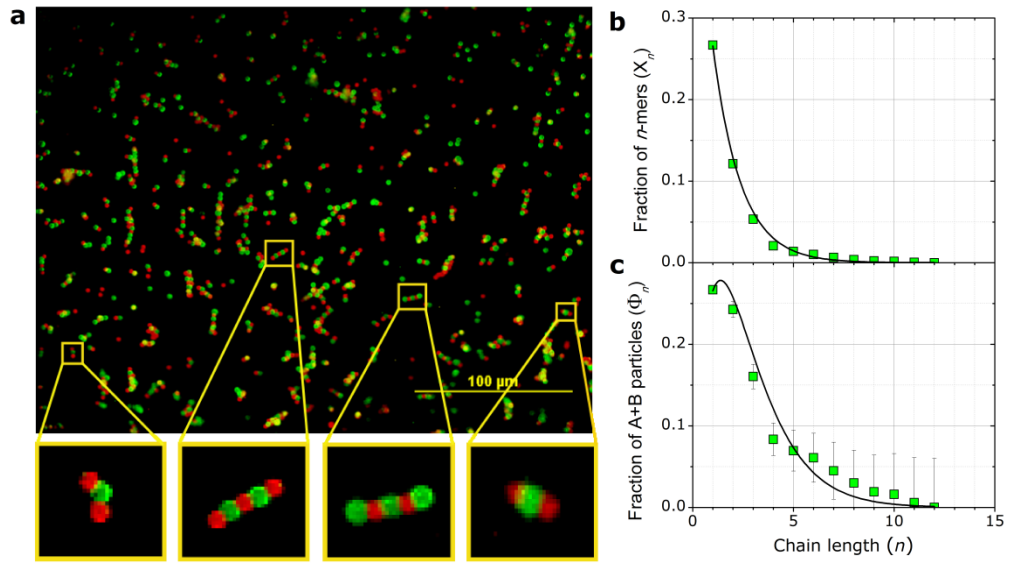 a
100 µm
b
0.3
0.2
0.1
0.0
Fraction of n-mers (Xn)
c
0.2
0.1
0.0
Fraction of A+B particles (Φn)
0
5
10
15
Chain length (n)